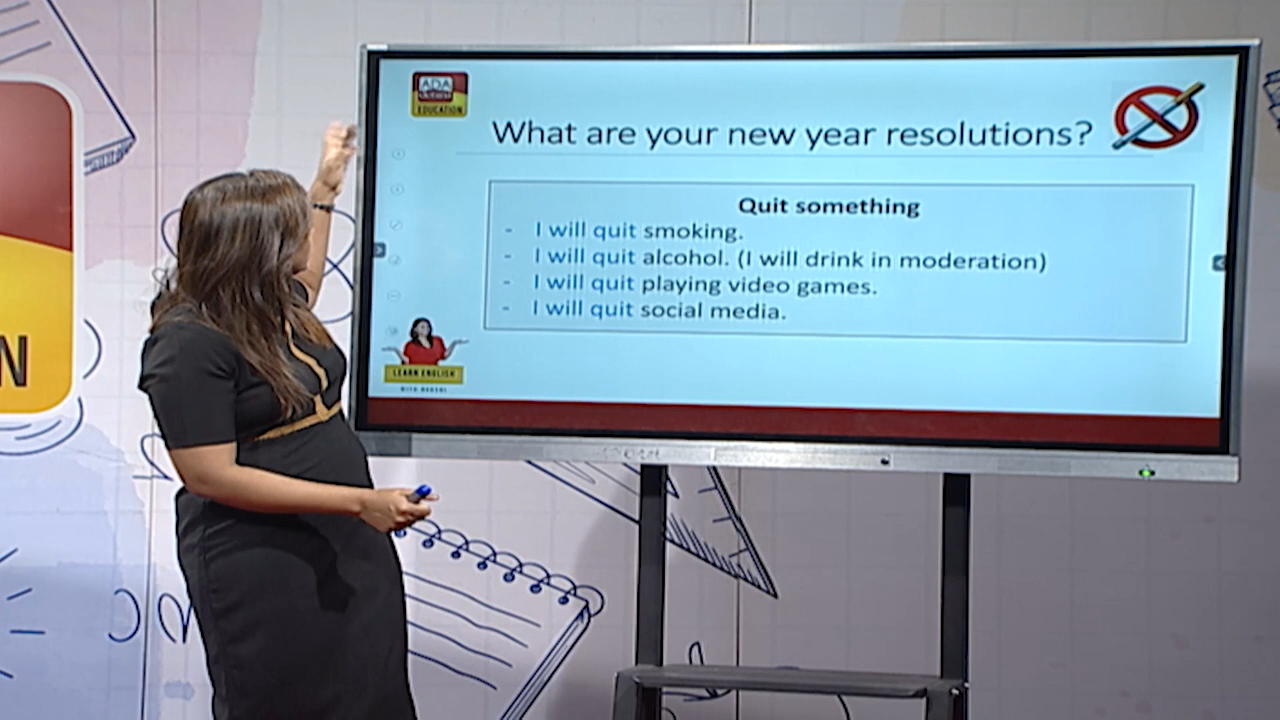 ADA
EDUCATION
What are your new year resolutions?
Quit something
- I will quit smoking.
- I will quit alcohol. (I will drink in moderation)
- I will quit playing video games.
- I will quit social media.
LEARN ENGLISH
N